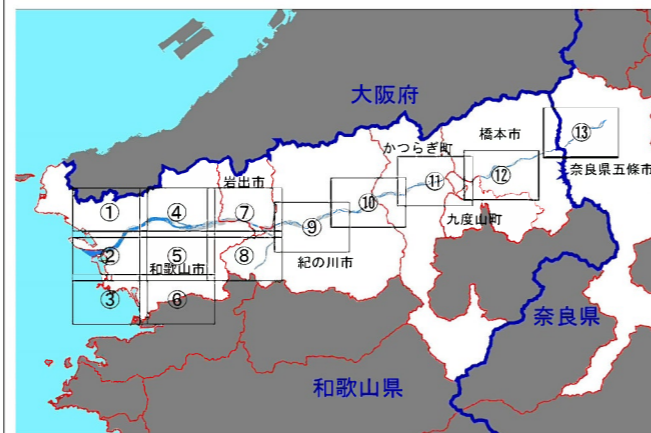 大阪府
橋本市
⑬
かつらぎ町
奈良県五條市
岩出市
⑪
⑫
⑩
①
④
⑦
⑨
九度山町
②
⑤
⑧
紀の川市
和歌山市
③
⑥
奈良県
和歌山県